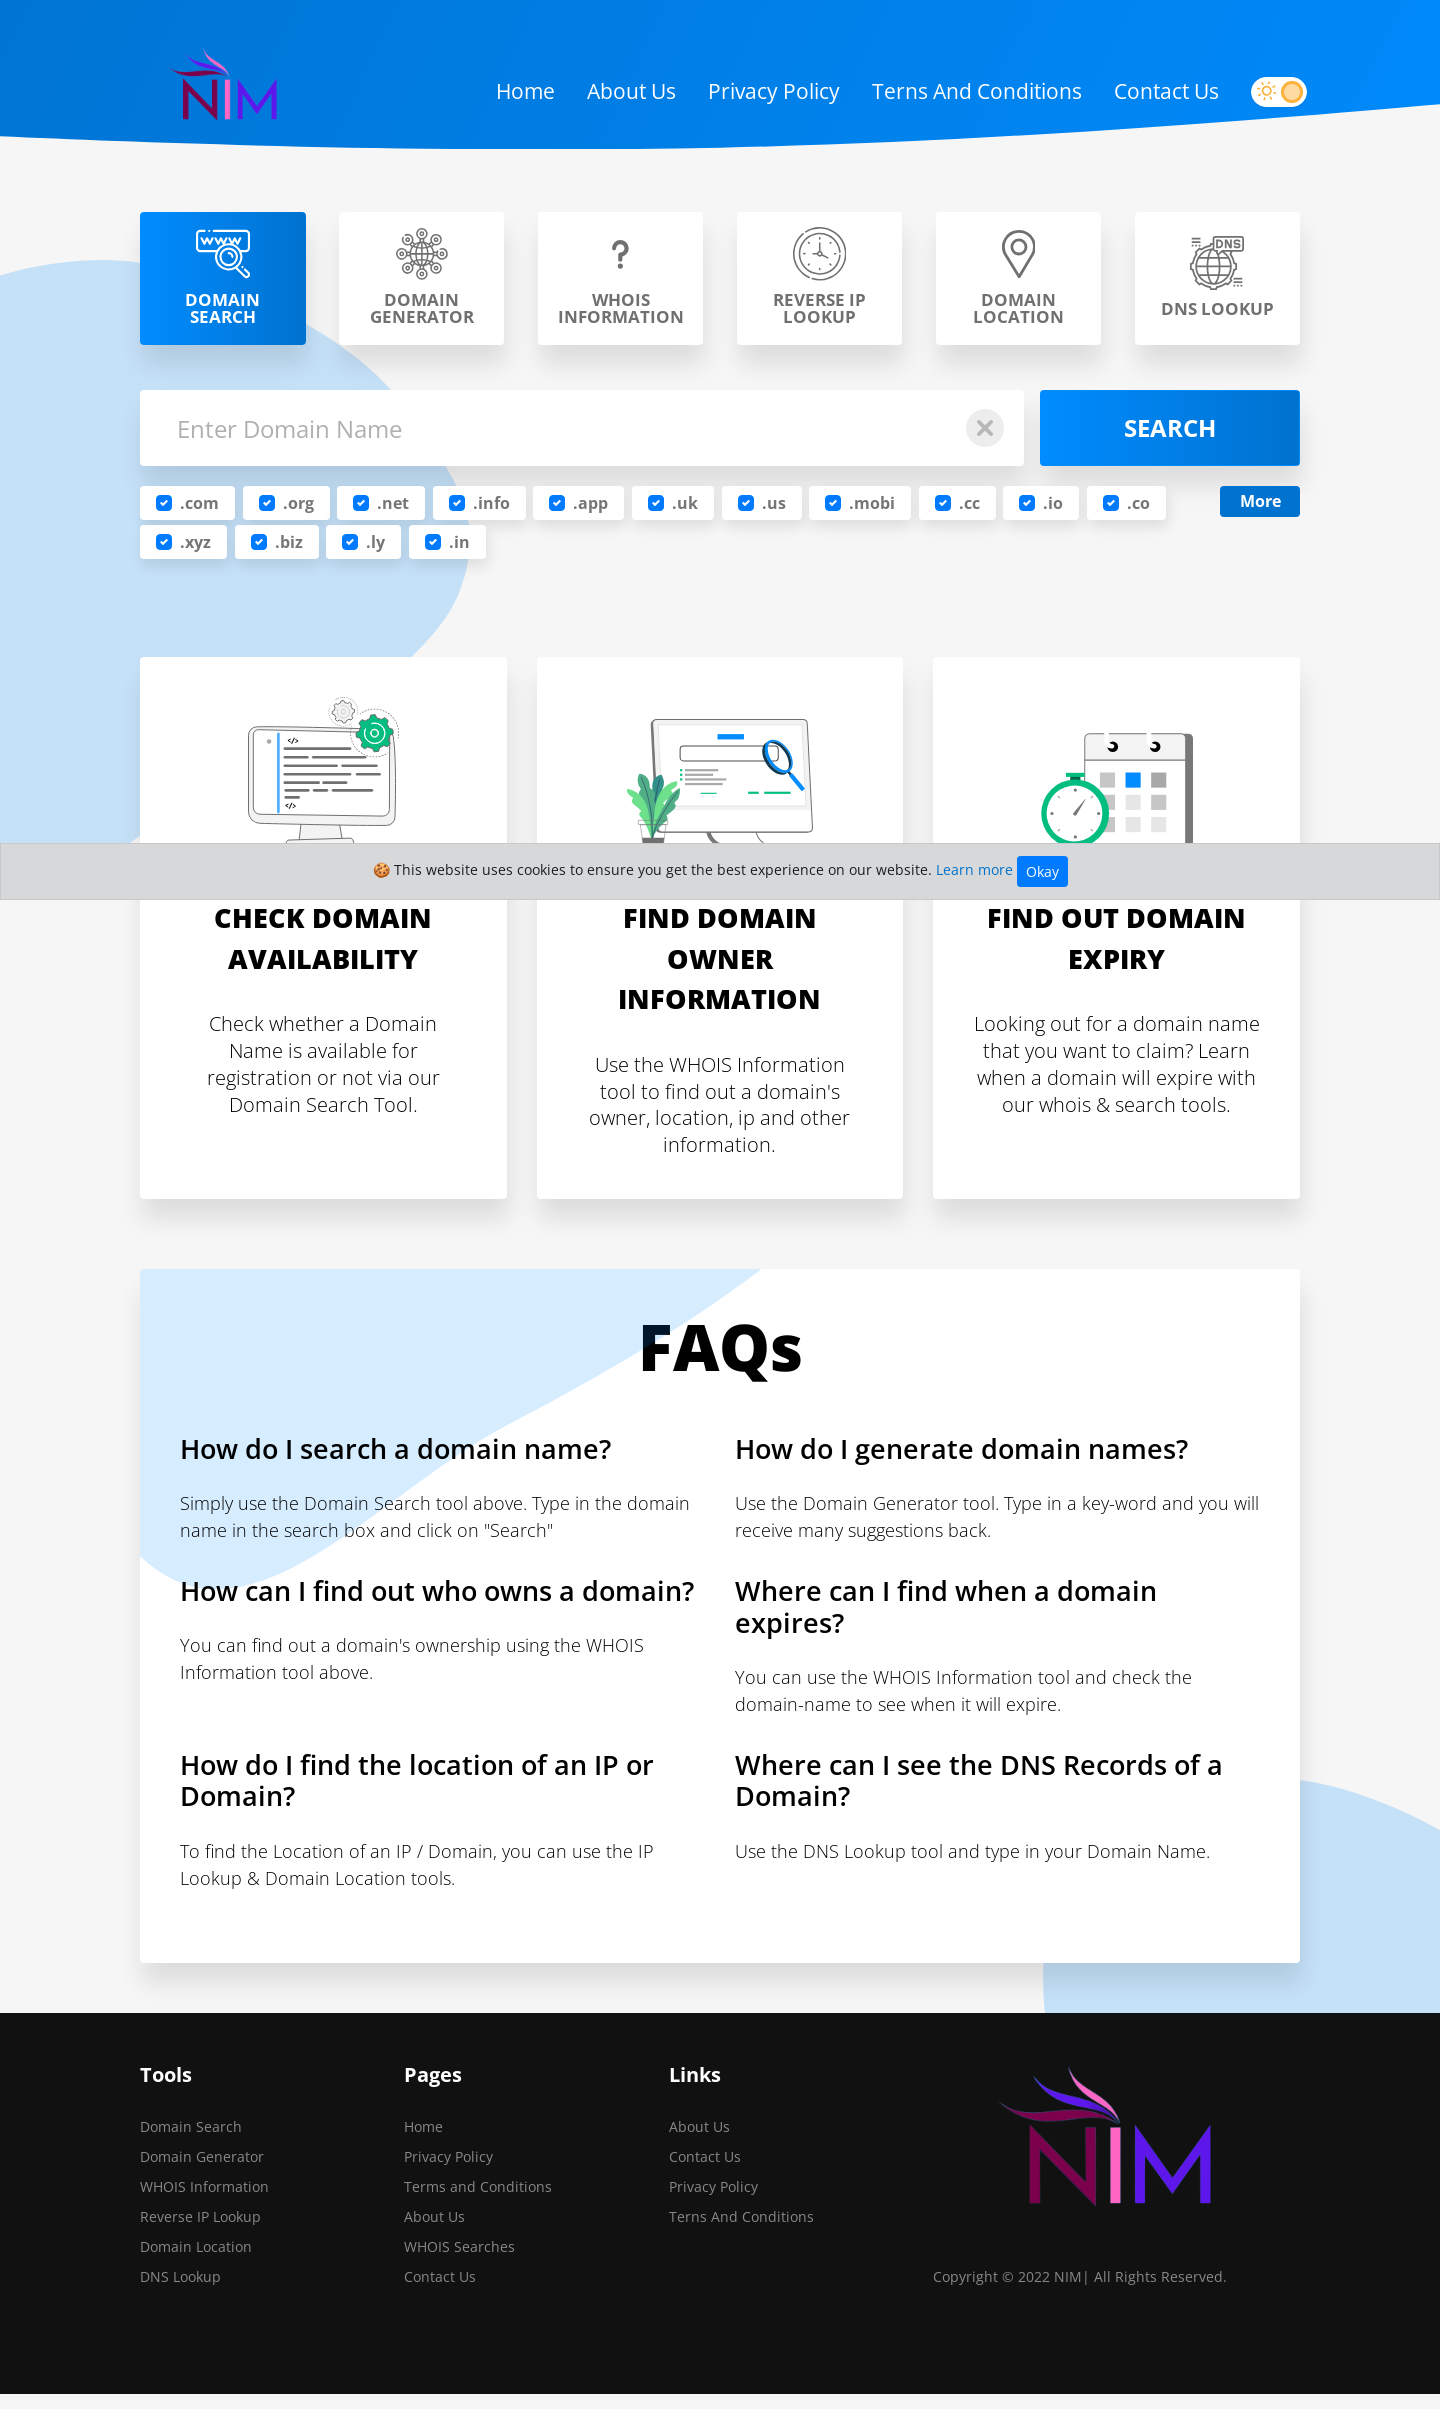 NIM
Home
About Us
Privacy Policy
Terns And Conditions
Contact Us
WWW
DOMAIN
SEARCH
DOMAIN
GENERATOR
?
WHOIS
INFORMATION
REVERSE IP
LOOKUP
DOMAIN
LOCATION
DNS
DNS LOOKUP
Enter Domain Name
SEARCH
.com
.org
.net
.info
.app
.uk
.us
.mobi
.cc
.io
.co
More
.xyz
.biz
.ly
.in
</>
</>
🍪 This website uses cookies to ensure you get the best experience on our website. Learn more Okay
CHECK DOMAIN
AVAILABILITY
Check whether a Domain
Name is available for
registration or not via our
Domain Search Tool.
FIND DOMAIN
OWNER
INFORMATION
Use the WHOIS Information
tool to find out a domain's
owner, location, ip and other
information.
FIND OUT DOMAIN
EXPIRY
Looking out for a domain name
that you want to claim? Learn
when a domain will expire with
our whois & search tools.
FAQs
How do I search a domain name?
Simply use the Domain Search tool above. Type in the domain
name in the search box and click on "Search"
How do I generate domain names?
Use the Domain Generator tool. Type in a key-word and you will
receive many suggestions back.
How can I find out who owns a domain?
You can find out a domain's ownership using the WHOIS
Information tool above.
Where can I find when a domain
expires?
You can use the WHOIS Information tool and check the
domain-name to see when it will expire.
How do I find the location of an IP or
Domain?
To find the Location of an IP / Domain, you can use the IP
Lookup & Domain Location tools.
Where can I see the DNS Records of a
Domain?
Use the DNS Lookup tool and type in your Domain Name.
Tools
Domain Search
Domain Generator
WHOIS Information
Reverse IP Lookup
Domain Location
DNS Lookup
Pages
Home
Privacy Policy
Terms and Conditions
About Us
WHOIS Searches
Contact Us
Links
About Us
Contact Us
Privacy Policy
Terns And Conditions
NIM
Copyright © 2022 NIM| All Rights Reserved.